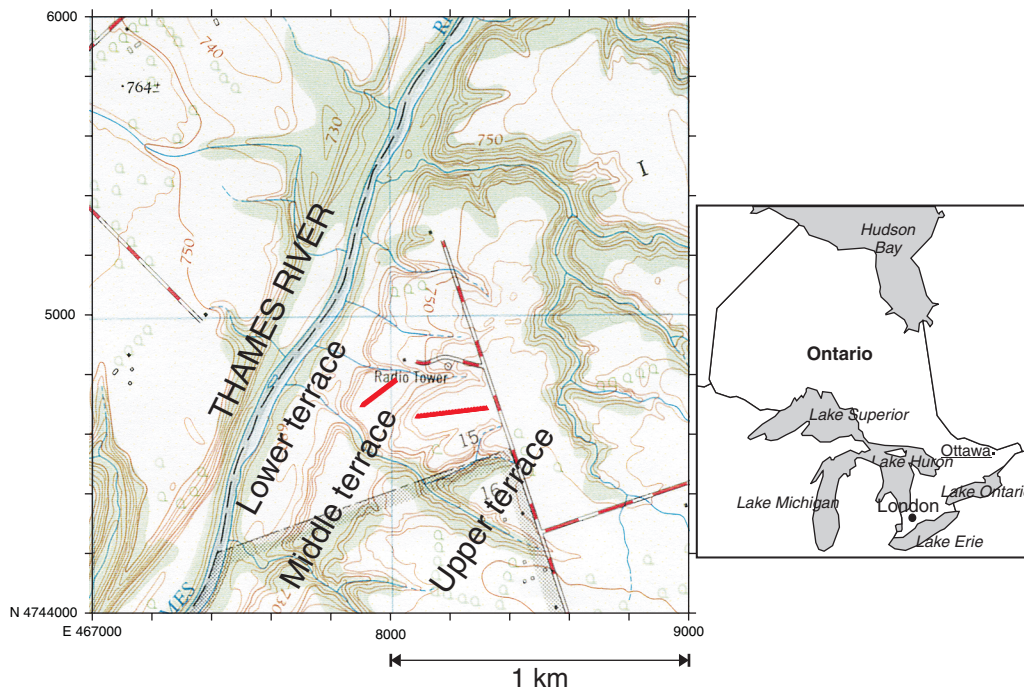 6000
5000
N 4744000
E 467000
8000
9000
1 km
740
764±
730
750
I
750
750
THAMES RIVER
Lower terrace
Radio Tower
Middle terrace
15
16
Upper terrace
730
Hudson
Bay
Ontario
Lake Superior
Ottawa
Lake Huron
Lake Ontario
Lake Michigan
London
Lake Erie